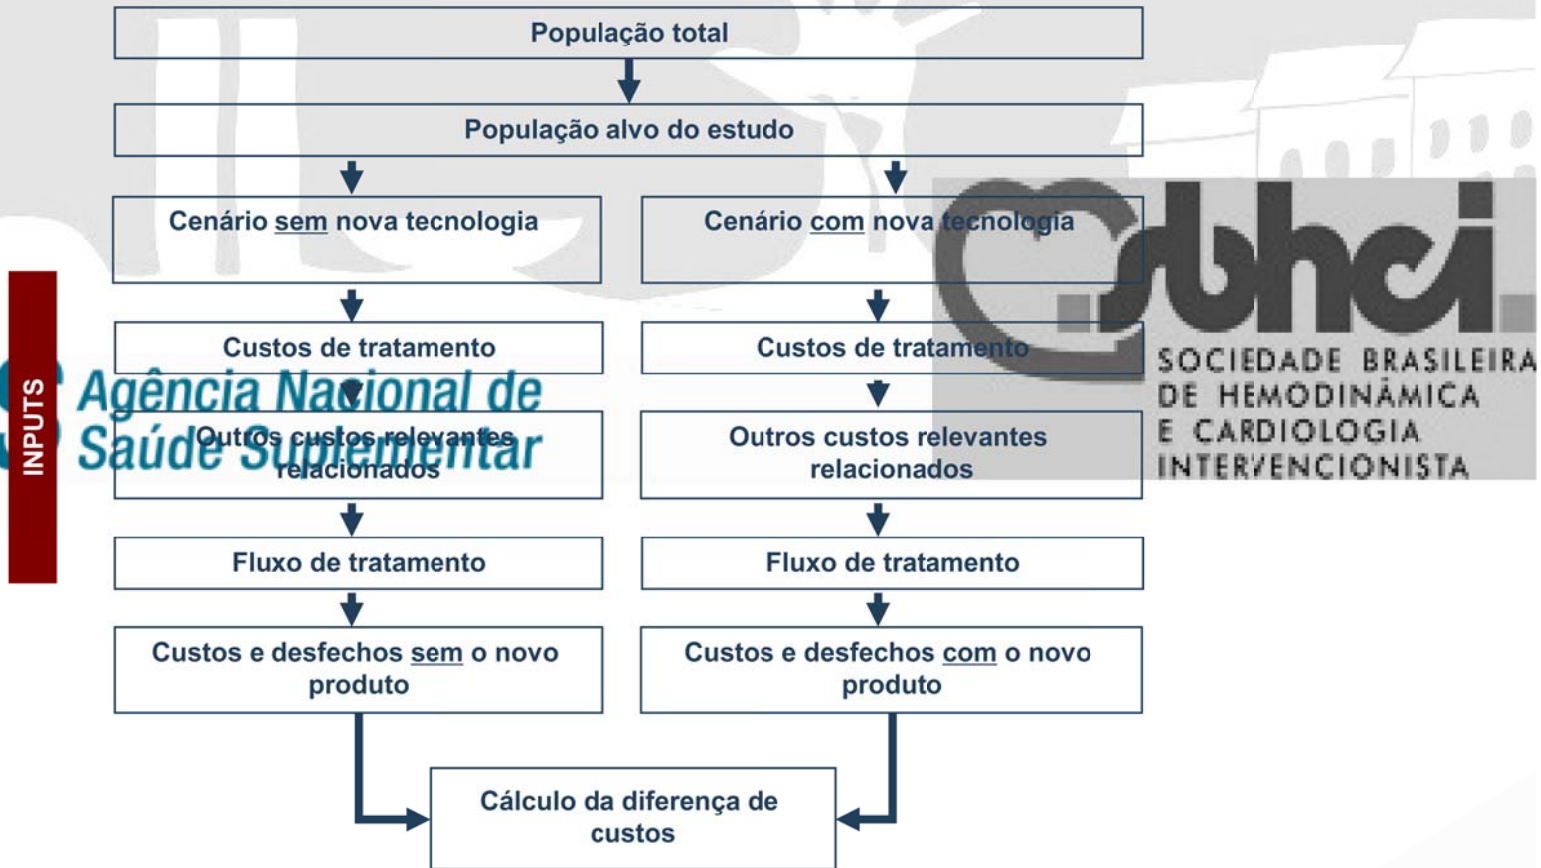 População total
População alvo do estudo
Cenário sem nova tecnologia
Cenário com nova tecnologia
Custos de tratamento
Custos de tratamento
Outros custos relevantes
relacionados
Outros custos relevantes
relacionados
Fluxo de tratamento
Fluxo de tratamento
Custos e desfechos sem o novo
produto
Custos e desfechos com o novo
produto
Cálculo da diferença de
custos
INPUTS
Agência Nacional de
Saúde Suplementar
sbhci
SOCIEDADE BRASILEIRA
DE HEMODINÂMICA
E CARDIOLOGIA
INTERVENCIONISTA